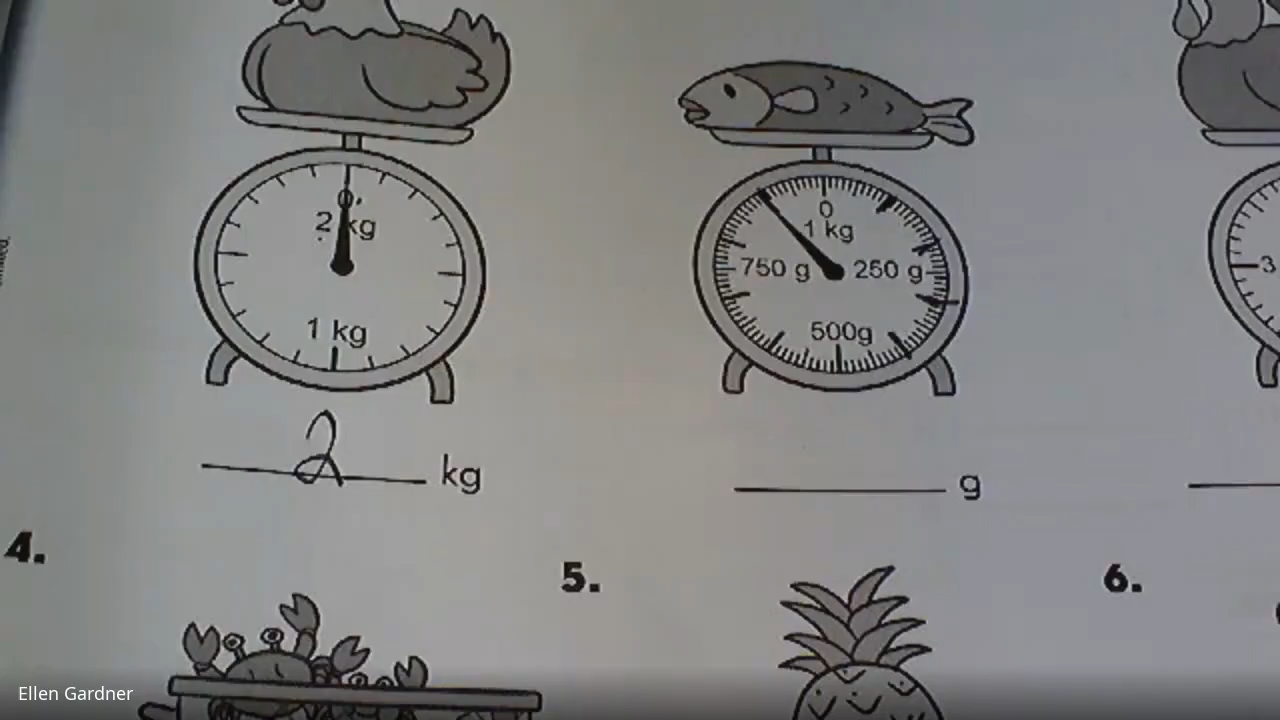 0
2 kg
1 kg
0
1 kg
750 g
250 g
500g
3
2 kg
g
4.
5.
6.
Ellen Gardner